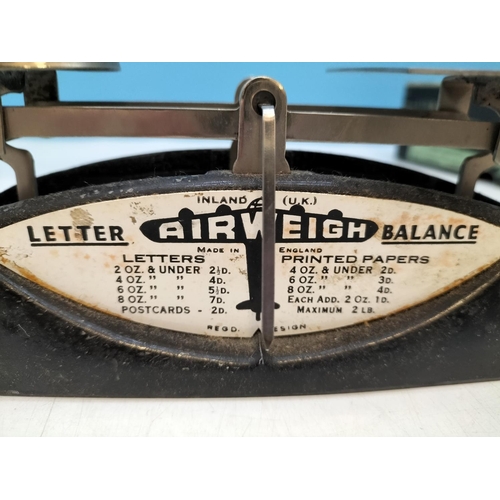 INLAND (U.K.)
LETTER AIRWEIGH BALANCE
MADE IN ENGLAND
LETTERS
2 OZ. & UNDER 2½D.
4 OZ. " " 4D.
6 OZ. " " 5½D.
8 OZ. " " 7D.
POSTCARDS - 2D.
PRINTED PAPERS
4 OZ. & UNDER 2D.
6 OZ. " " 3D.
8 OZ. " " 4D.
EACH ADD. 2 OZ. 1D.
MAXIMUM 2 LB.
REGD. ESIGN